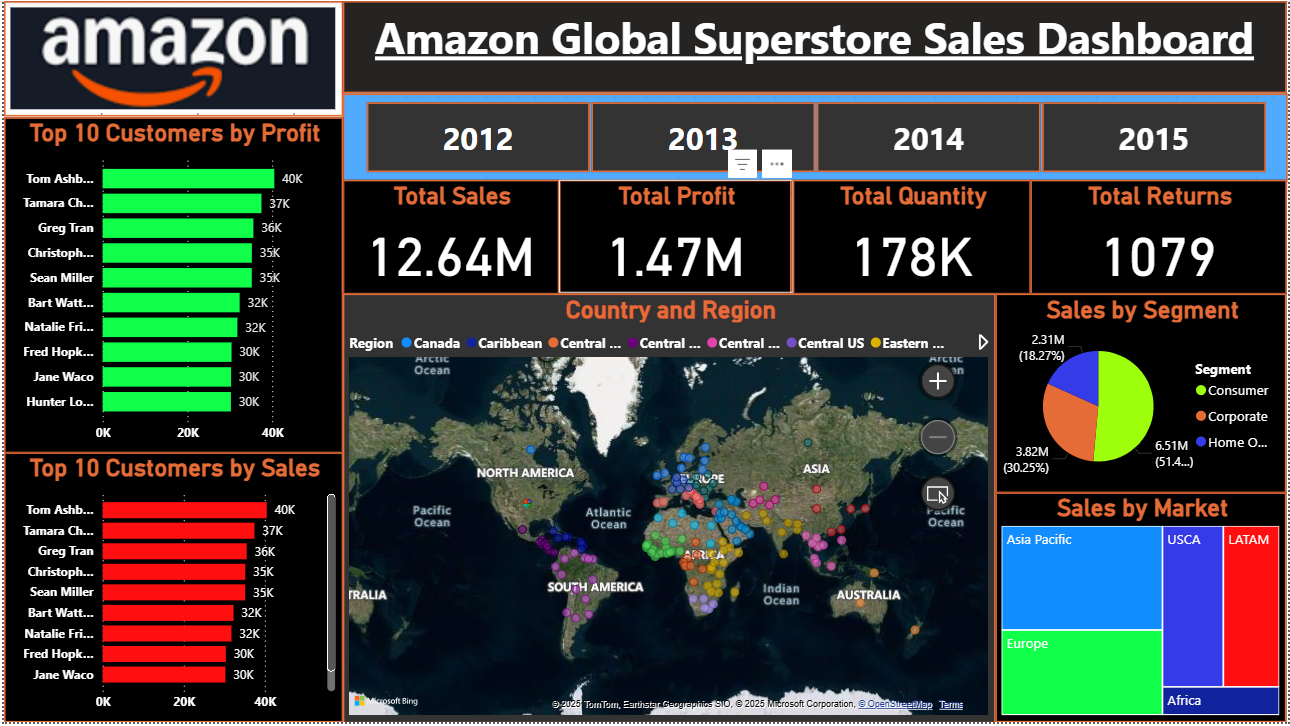 amazon
Amazon Global Superstore Sales Dashboard
2012
2013
2014
2015
Total Sales
12.64M
Total Profit
1.47M
Total Quantity
178K
Total Returns
1079
Top 10 Customers by Profit
Tom Ashb... 40K
Tamara Ch... 37K
Greg Tran 36K
Christoph... 35K
Sean Miller 35K
Bart Watt... 32K
Natalie Fri... 32K
Fred Hopk... 30K
Jane Waco 30K
Hunter Lo... 30K
0K 20K 40K
Top 10 Customers by Sales
Tom Ashb... 40K
Tamara Ch... 37K
Greg Tran 36K
Christoph... 35K
Sean Miller 35K
Bart Watt... 32K
Natalie Fri... 32K
Fred Hopk... 30K
Jane Waco 30K
0K 20K 40K
Country and Region
Region Canada Caribbean Central ... Central ... Central ... Central US Eastern ...
Arctic
Ocean
Arctic
Ocean
NORTH AMERICA
EUROPE
ASIA
Pacific
Ocean
Atlantic
Ocean
Pacific
Ocean
AFRICA
SOUTH AMERICA
Indian
Ocean
TRALIA
AUSTRALIA
Microsoft Bing
© 2025 TomTom, Earthstar Geographics SIO, © 2025 Microsoft Corporation, © OpenStreetMap Terms
Sales by Segment
2.31M
(18.27%)
3.82M
(30.25%)
6.51M
(51.4...)
Segment
Consumer
Corporate
Home O...
Sales by Market
Asia Pacific
USCA
LATAM
Europe
Africa